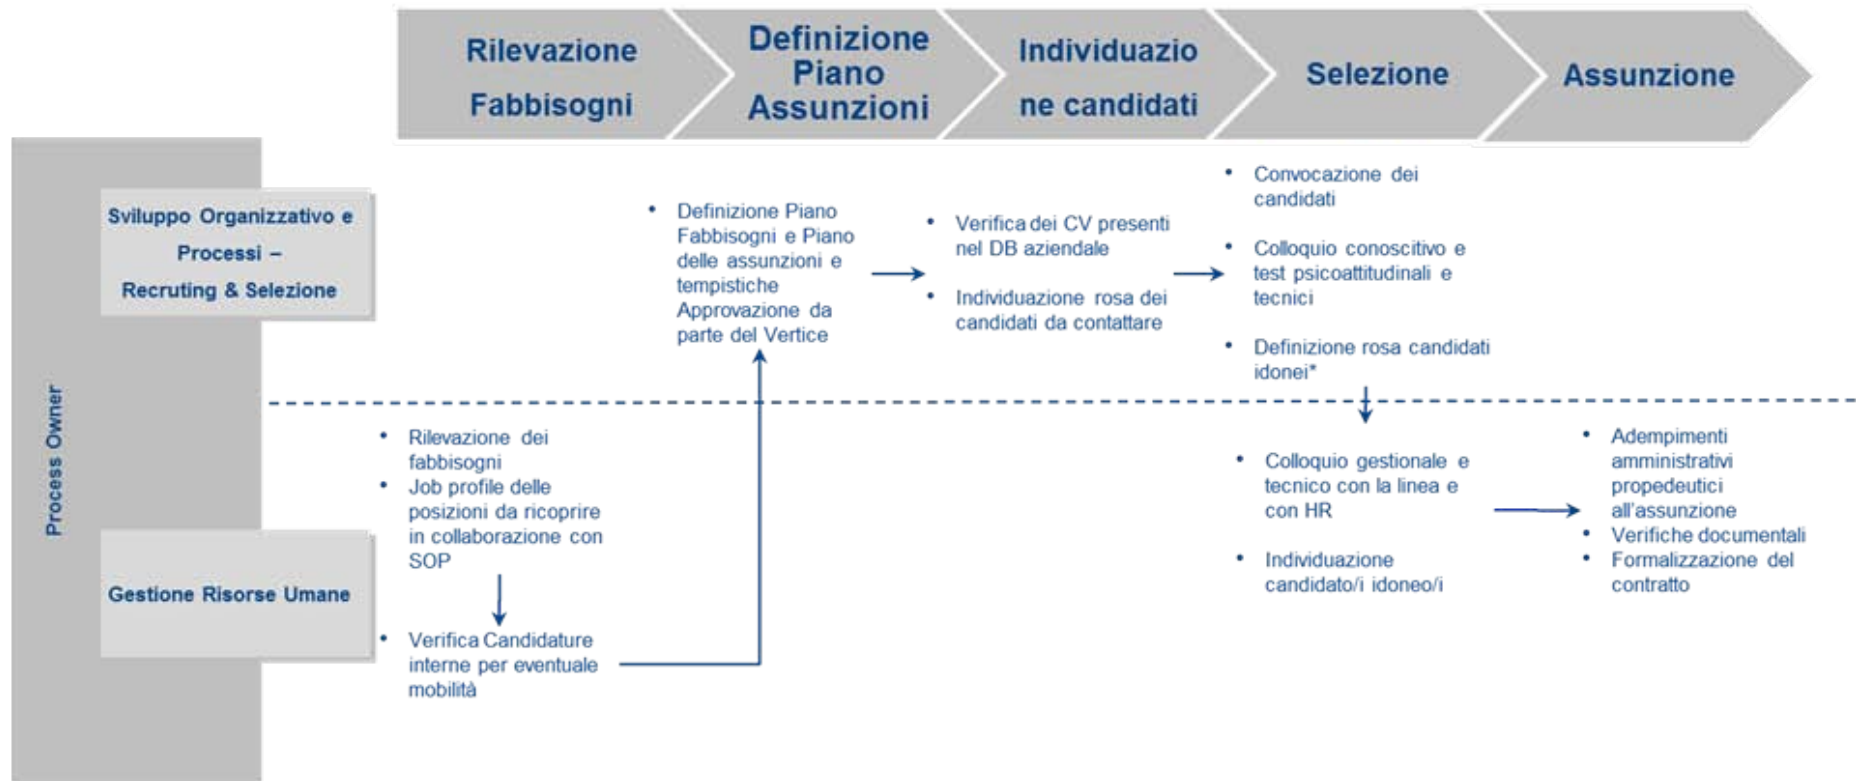 Rilevazione
Fabbisogni
Definizione
Piano
Assunzioni
Individuazio
ne candidati
Selezione
Assunzione
Process Owner
Sviluppo Organizzativo e
Processi –
Recruting & Selezione
• Definizione Piano
Fabbisogni e Piano
delle assunzioni e
tempistiche
Approvazione da
parte del Vertice
• Verifica dei CV presenti
nel DB aziendale
• Individuazione rosa dei
candidati da contattare
• Convocazione dei
candidati
• Colloquio conoscitivo e
test psicoattitudinali e
tecnici
• Definizione rosa candidati
idonei*
Gestione Risorse Umane
• Rilevazione dei
fabbisogni
• Job profile delle
posizioni da ricoprire
in collaborazione con
SOP
• Verifica Candidature
interne per eventuale
mobilità
• Colloquio gestionale e
tecnico con la linea e
con HR
• Individuazione
candidato/i idoneo/i
• Adempimenti
amministrativi
propedeutici
all'assunzione
• Verifiche documentali
• Formalizzazione del
contratto